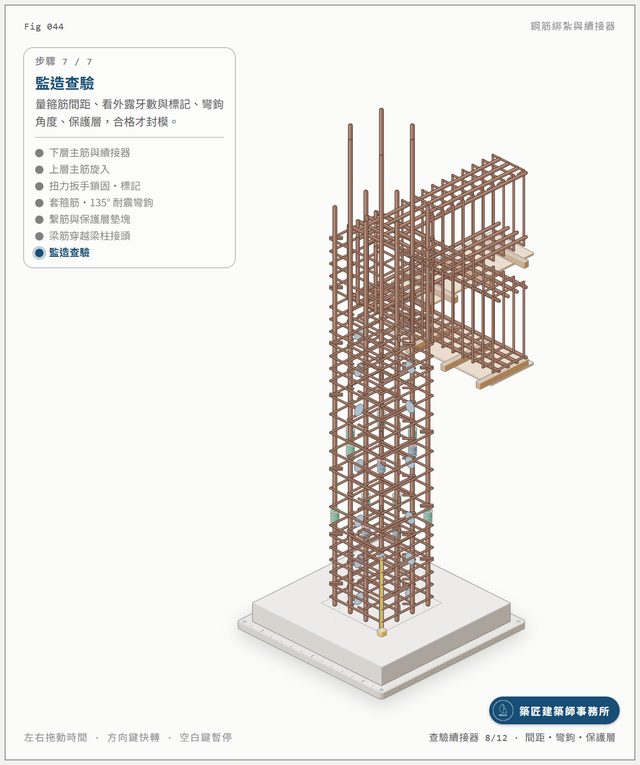 Fig 044
鋼筋綁紮與續接器
步驟 7 / 7
監造查驗
量箍筋間距、看外露牙數與標記、彎鉤
角度、保護層，合格才封模。
下層主筋與續接器
上層主筋旋入
扭力扳手鎖固・標記
套箍筋・135° 耐震彎鉤
繫筋與保護層墊塊
梁筋穿越梁柱接頭
監造查驗
築匠建築師事務所
左右拖動時間 · 方向鍵快轉 · 空白鍵暫停
查驗續接器 8/12 · 間距・彎鉤・保護層